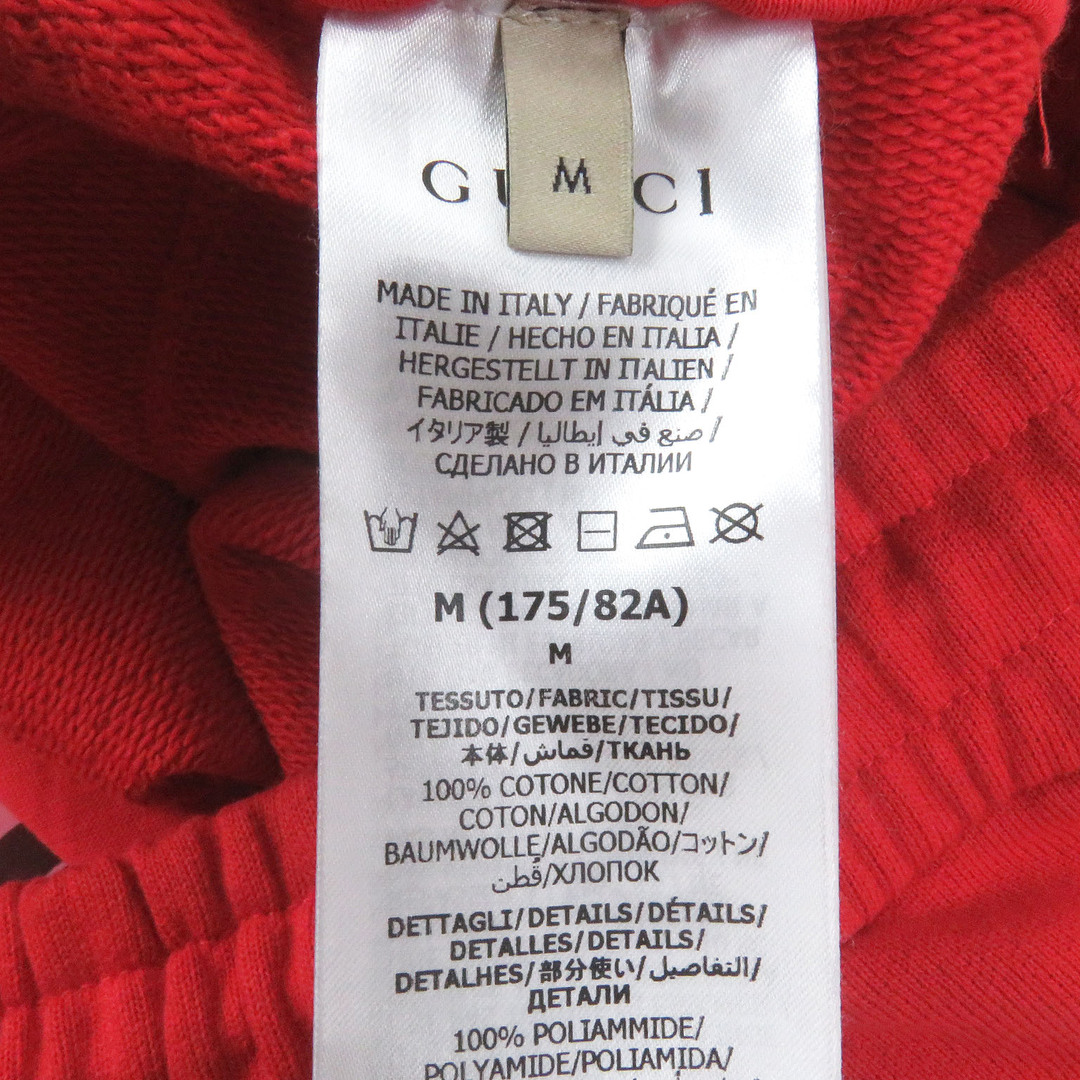 M
GUCCI
MADE IN ITALY / FABRIQUÉ EN
ITALIE / HECHO EN ITALIA /
HERGESTELLT IN ITALIEN /
FABRICADO EM ITÁLIA /
イタリア製 / صنع في إيطاليا /
СДЕЛАНО В ИТАЛИИ
M (175/82A)
M
TESSUTO/FABRIC/TISSU/
TEJIDO/GEWEBE/TECIDO/
本体/قماش/ТКАНЬ
100% COTONE/COTTON/
COTON/ALGODON/
BAUMWOLLE/ALGODÃO/コットン/
قُطن/ХЛОПОК
DETTAGLI/DETAILS/DÉTAILS/
DETALLES/DETAILS/
DETALHES/部分使い/التفاصيل/
ДЕТАЛИ
100% POLIAMMIDE/
POLYAMIDE/POLIAMIDA/